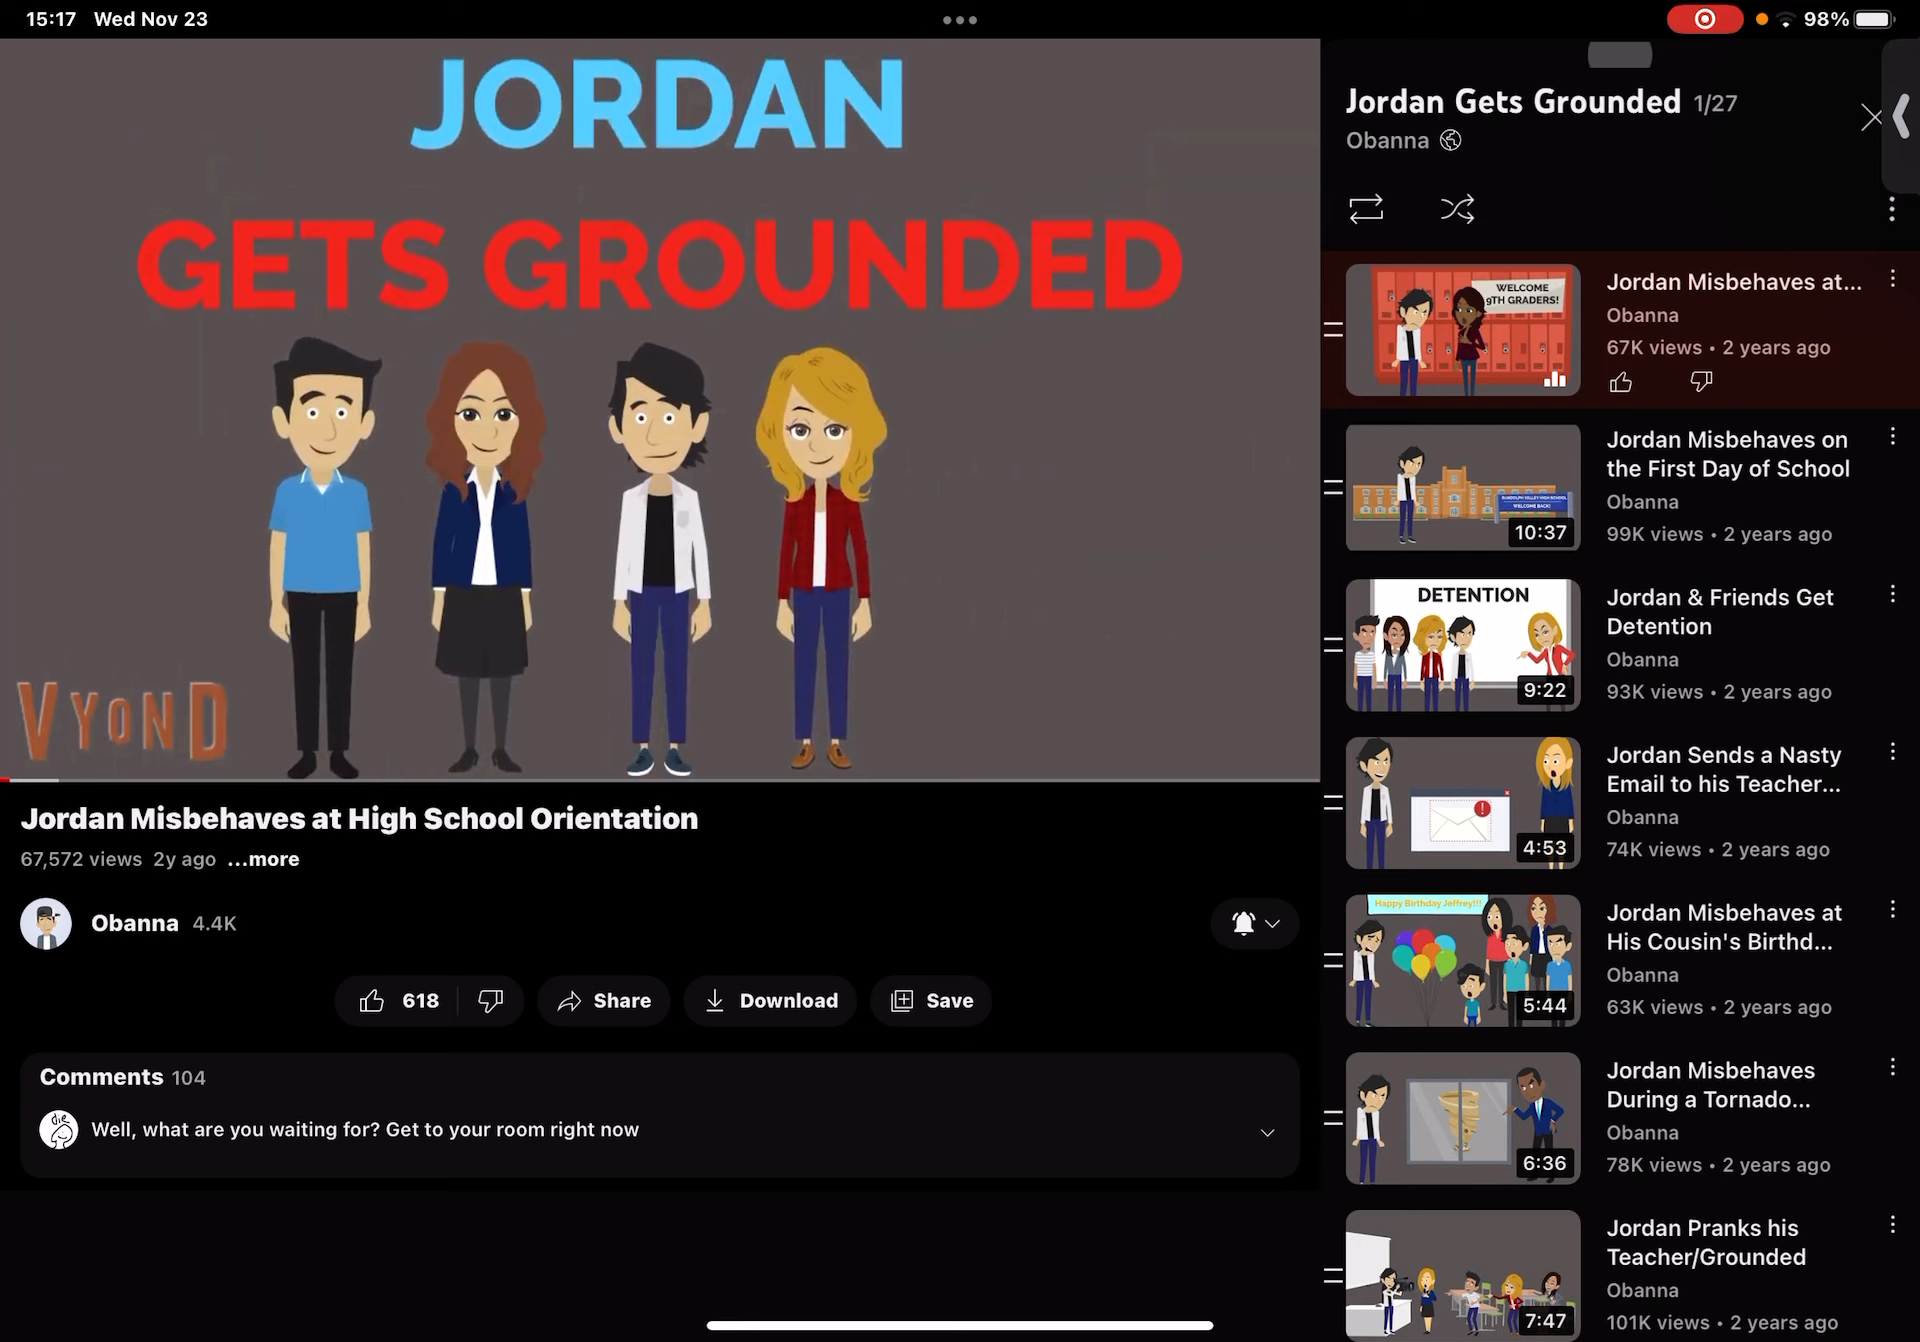 15:17 Wed Nov 23
98%
JORDAN
GETS GROUNDED
VYOND
Jordan Misbehaves at High School Orientation
67,572 views 2y ago ...more
Obanna 4.4K
618
Share
Download
Save
Comments 104
die
Well, what are you waiting for? Get to your room right now
Jordan Gets Grounded 1/27
Obanna
WELCOME
9TH GRADERS!
Jordan Misbehaves at...
Obanna
67K views • 2 years ago
RANDOLPH VALLEY HIGH SCHOOL
WELCOME BACK!
10:37
Jordan Misbehaves on
the First Day of School
Obanna
99K views • 2 years ago
DETENTION
9:22
Jordan & Friends Get
Detention
Obanna
93K views • 2 years ago
4:53
Jordan Sends a Nasty
Email to his Teacher...
Obanna
74K views • 2 years ago
Happy Birthday Jeffrey!!!
5:44
Jordan Misbehaves at
His Cousin's Birthd...
Obanna
63K views • 2 years ago
6:36
Jordan Misbehaves
During a Tornado...
Obanna
78K views • 2 years ago
7:47
Jordan Pranks his
Teacher/Grounded
Obanna
101K views • 2 years ago